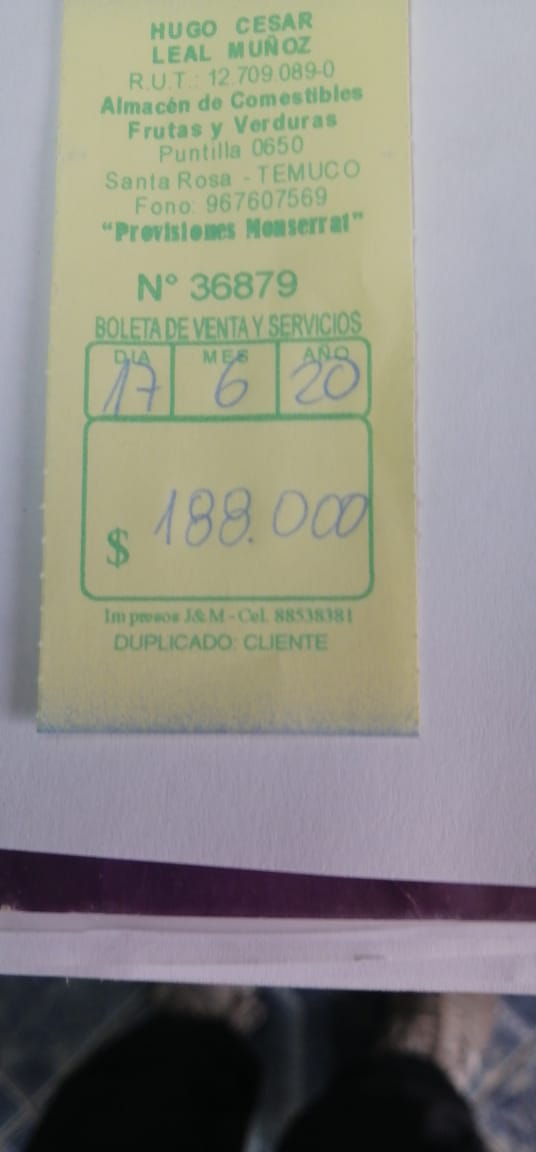 HUGO CESAR
LEAL MUÑOZ
R.U.T.: 12.709.089-0
Almacén de Comestibles
Frutas y Verduras
Puntilla 0650
Santa Rosa - TEMUCO
Fono: 967607569
"Provisiones Monserrat"
N° 36879
BOLETA DE VENTA Y SERVICIOS
DIA MES AÑO
17 6 20
$ 188.000
Impresos J&M - Cel. 88538381
DUPLICADO: CLIENTE